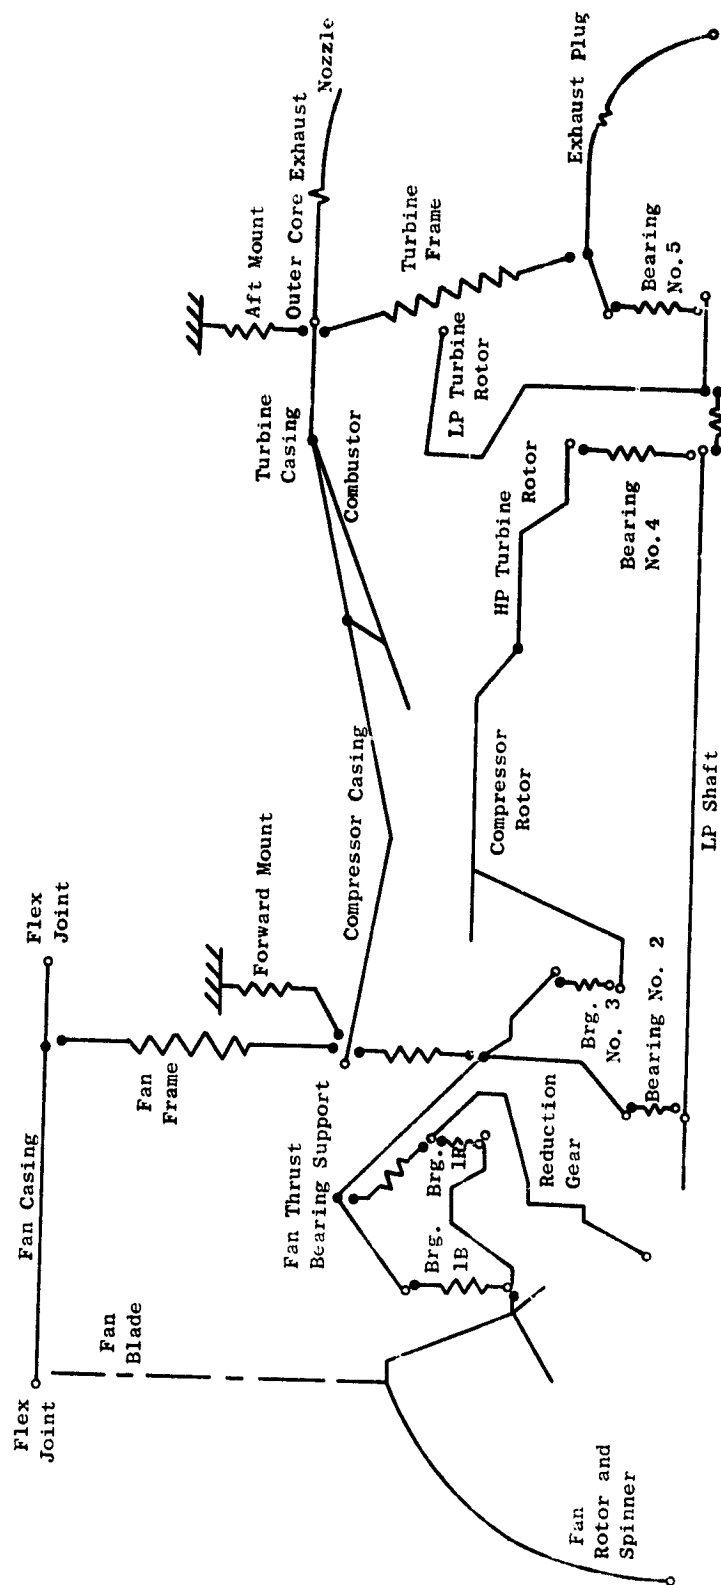 Flex
Joint
Fan Casing
Flex
Joint
Fan
Blade
Fan
Frame
Forward Mount
Aft Mount
Outer Core Exhaust
Nozzle
Turbine
Casing
Combustor
Compressor Casing
Turbine
Frame
Fan Thrust
Bearing Support
Brg.
1B
Brg.
1R
Reduction
Gear
Brg.
No. 3
Bearing No. 2
Compressor
Rotor
HP Turbine
Rotor
LP Turbine
Rotor
Bearing
No.4
Bearing
No.5
Exhaust Plug
LP Shaft
Fan
Rotor and
Spinner